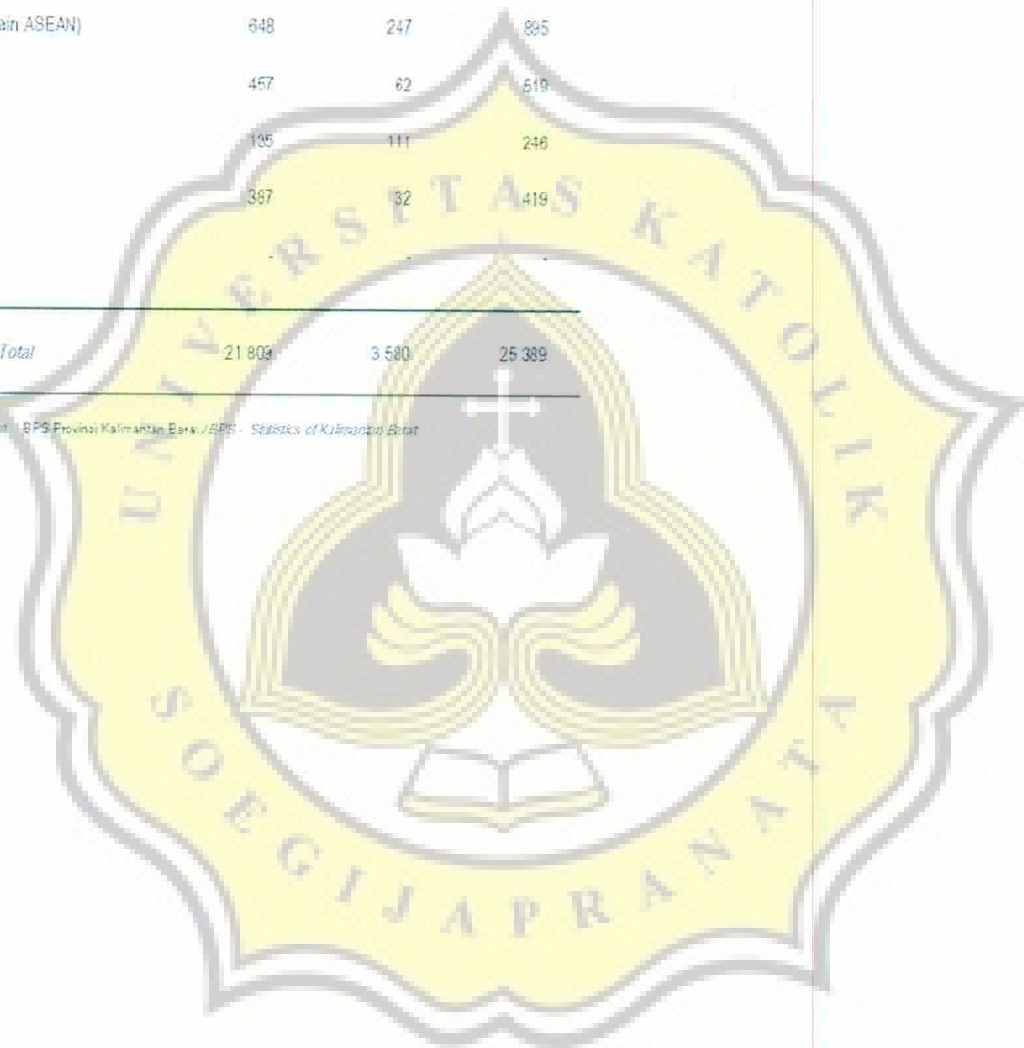 ain ASEAN) 648 247 895
457 62 519
135 111 246
387 32 419
- - -
Total 21 809 3 580 25 389
BPS Provinsi Kalimantan Barat / BPS - Statistics of Kalimantan Barat
UNIVERSITAS KATOLIK
SOEGIJAPRANATA